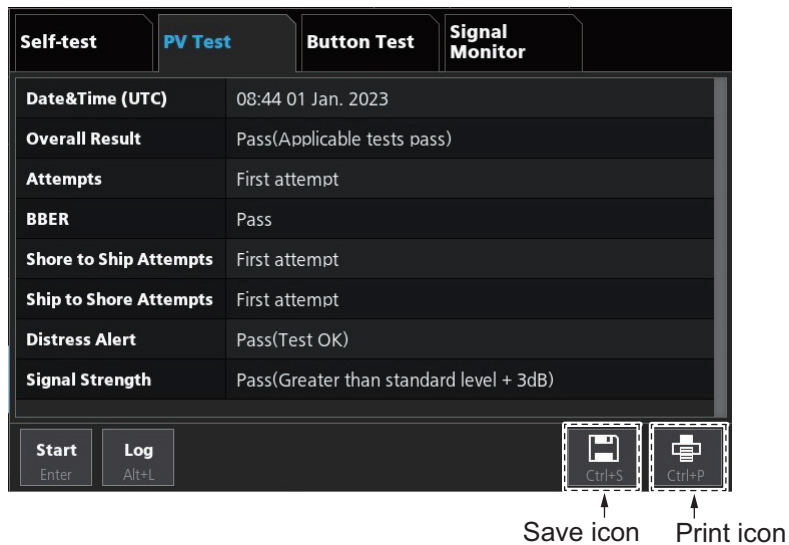 Self-test PV Test Button Test Signal Monitor
Date&Time (UTC) 08:44 01 Jan. 2023
Overall Result Pass(Applicable tests pass)
Attempts First attempt
BBER Pass
Shore to Ship Attempts First attempt
Ship to Shore Attempts First attempt
Distress Alert Pass(Test OK)
Signal Strength Pass(Greater than standard level + 3dB)
Start Log
Enter Alt+L Ctrl+S Ctrl+P
Save icon Print icon